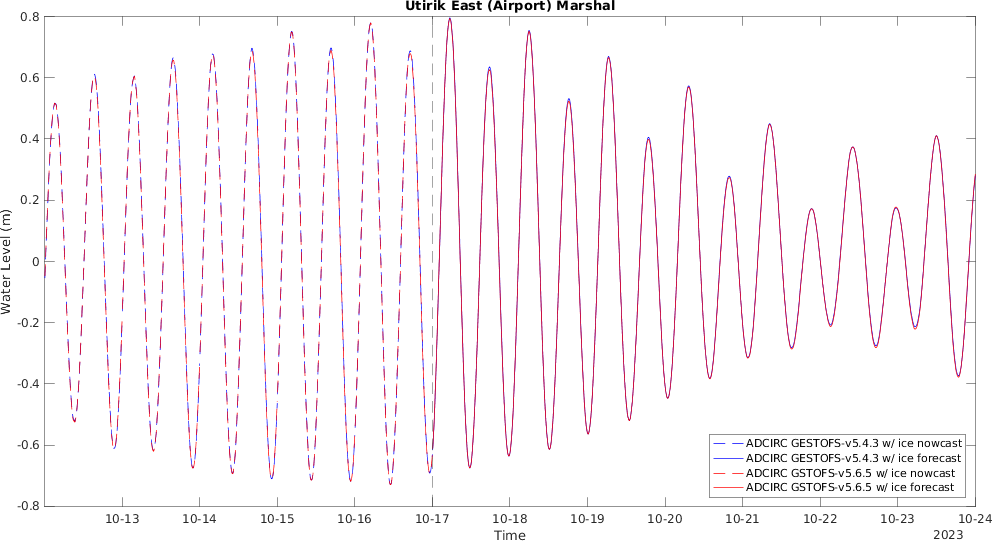 Utirik East (Airport) Marshal
0.8
0.6
0.4
0.2
0
-0.2
-0.4
-0.6
-0.8
Water Level (m)
10-13 10-14 10-15 10-16 10-17 10-18 10-19 10-20 10-21 10-22 10-23 10-24
Time
2023
ADCIRC GESTOFS-v5.4.3 w/ ice nowcast
ADCIRC GESTOFS-v5.4.3 w/ ice forecast
ADCIRC GSTOFS-v5.6.5 w/ ice nowcast
ADCIRC GSTOFS-v5.6.5 w/ ice forecast